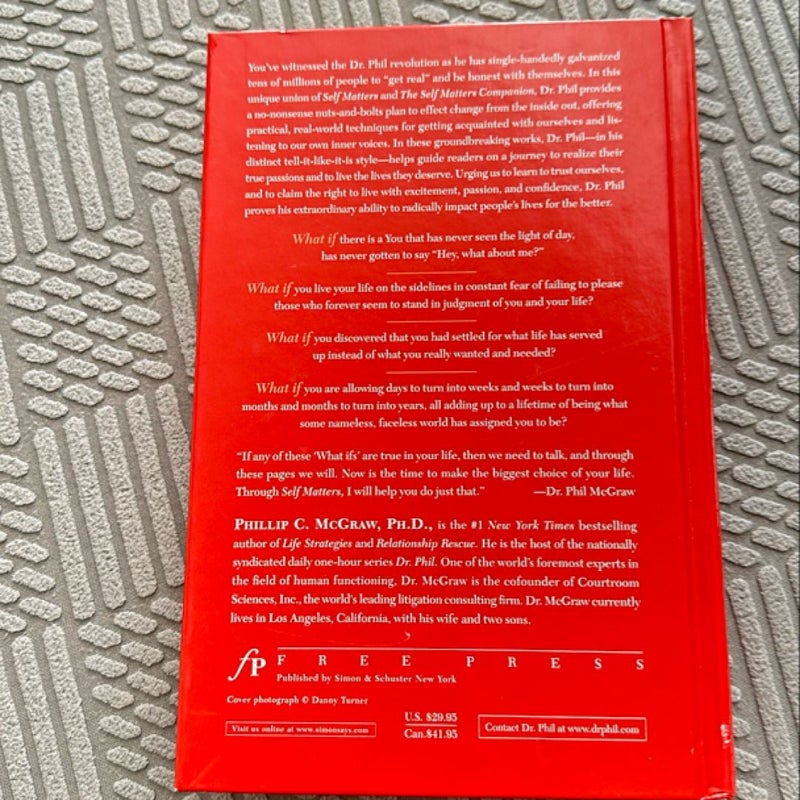 You've witnessed the Dr. Phil revolution as he has single-handedly galvanized
tens of millions of people to "get real" and be honest with themselves. In this
unique union of Self Matters and The Self Matters Companion, Dr. Phil provides
a no-nonsense nuts-and-bolts plan to effect change from the inside out, offering
practical, real-world techniques for getting acquainted with ourselves and lis-
tening to our own inner voices. In these groundbreaking works, Dr. Phil—in his
distinct tell-it-like-it-is style—helps guide readers on a journey to realize their
true passions and to live the lives they deserve. Urging us to learn to trust ourselves,
and to claim the right to live with excitement, passion, and confidence, Dr. Phil
proves his extraordinary ability to radically impact people's lives for the better.
What if there is a You that has never seen the light of day,
has never gotten to say "Hey, what about me?"
What if you live your life on the sidelines in constant fear of failing to please
those who forever seem to stand in judgment of you and your life?
What if you discovered that you had settled for what life has served
up instead of what you really wanted and needed?
What if you are allowing days to turn into weeks and weeks to turn into
months and months to turn into years, all adding up to a lifetime of being what
some nameless, faceless world has assigned you to be?
"If any of these 'What ifs' are true in your life, then we need to talk, and through
these pages we will. Now is the time to make the biggest choice of your life.
Through Self Matters, I will help you do just that." —Dr. Phil McGraw
PHILLIP C. MCGRAW, PH.D., is the #1 New York Times bestselling
author of Life Strategies and Relationship Rescue. He is the host of the nationally
syndicated daily one-hour series Dr. Phil. One of the world's foremost experts in
the field of human functioning, Dr. McGraw is the cofounder of Courtroom
Sciences, Inc., the world's leading litigation consulting firm. Dr. McGraw currently
lives in Los Angeles, California, with his wife and two sons.
fP FREE PRESS
Published by Simon & Schuster New York
Cover photograph © Danny Turner
Visit us online at www.simonsays.com
U.S. $29.95
Can.$41.95
Contact Dr. Phil at www.drphil.com